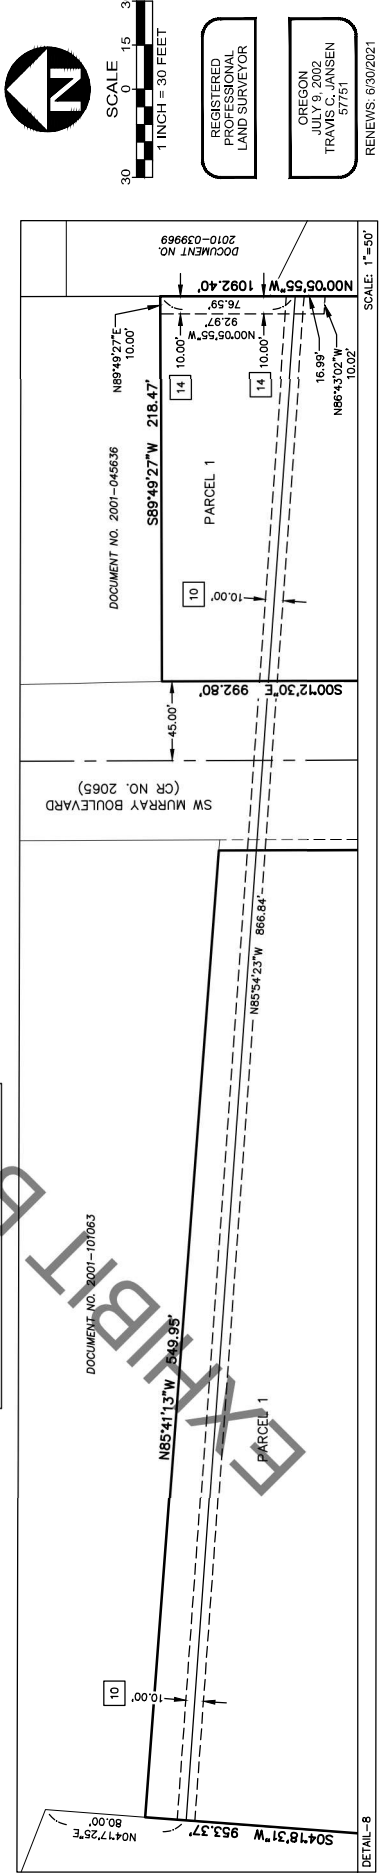 N
SCALE
30 0 15 3
1 INCH = 30 FEET
REGISTERED
PROFESSIONAL
LAND SURVEYOR
OREGON
JULY 9, 2002
TRAVIS C. JANSEN
57751
RENEWS: 6/30/2021
DOCUMENT NO.
2010-039969
N00°05'55"W 1092.40'
76.59'
92.97'
N00°05'55"W
N89°49'27"E
10.00'
14
10.00'
14
10.00'
16.99'
N86°43'02"W
10.02'
SCALE: 1"=50'
DOCUMENT NO. 2001-045636
S89°49'27"W 218.47'
PARCEL 1
10
10.00'
S00°12'30"E 992.80'
45.00'
SW MURRAY BOULEVARD
(CR NO. 2065)
N85°54'23"W 866.84'
DOCUMENT NO. 2001-101063
N85°41'13"W 549.95'
PARCEL 1
EXHIBIT B
10
10.00'
N04°17'25"E
80.00'
S04°18'31"W 953.37'
DETAIL-8